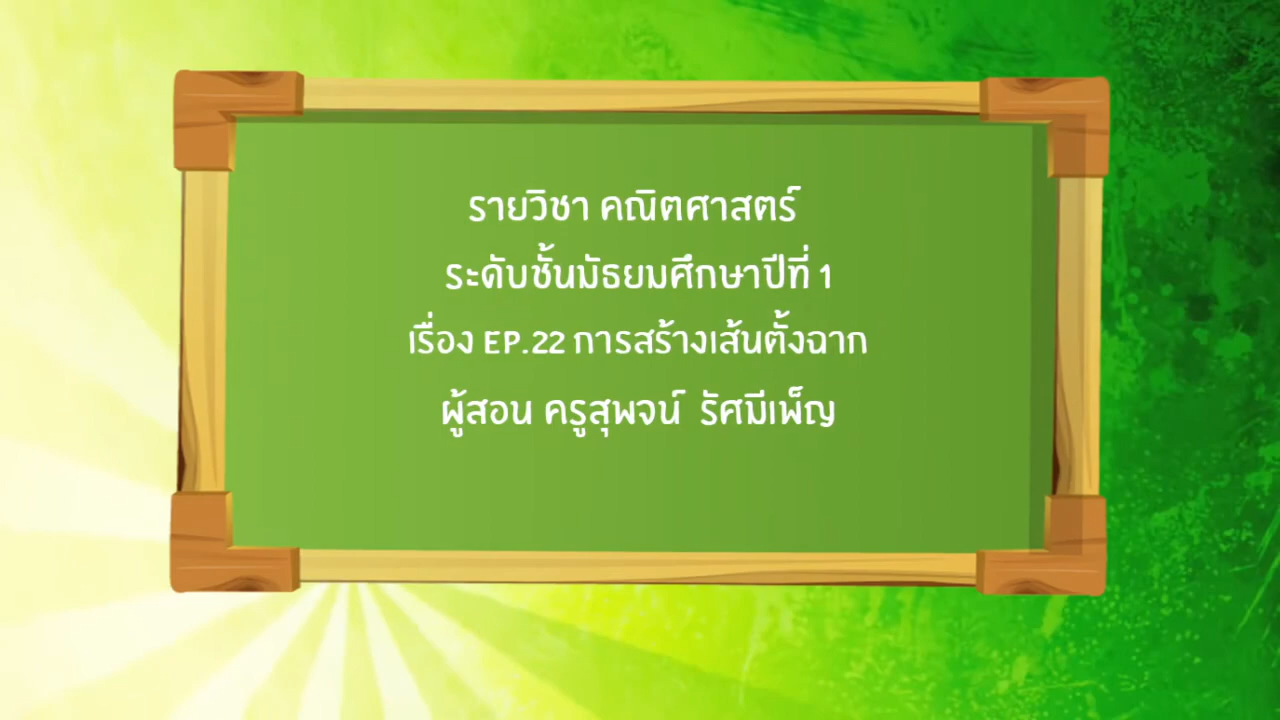 รายวิชา คณิตศาสตร์
ระดับชั้นมัธยมศึกษาปีที่ 1
เรื่อง EP.22 การสร้างเส้นตั้งฉาก
ผู้สอน ครูสุพจน์ รัศมีเพ็ญ